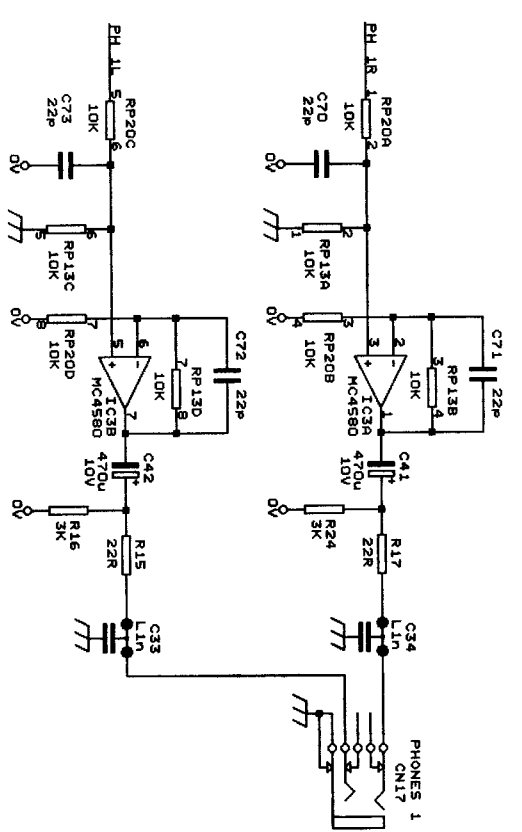 PH 1R
1
RP20A
10K
2
C70
22p
0V
2
1
RP13A
10K
0V
4
3
RP20B
10K
3
2
+
-
IC3A
MC4580
1
C71
22p
3
RP13B
10K
4
C41
470u
10V
+
0V
R24
3K
R17
22R
C34
L1n
PHONES 1
CN17
PH 1L
5
RP20C
10K
6
C73
22p
0V
6
5
RP13C
10K
0V
8
7
RP20D
10K
5
6
+
-
IC3B
MC4580
7
C72
22p
7
RP13D
10K
8
C42
470u
10V
+
0V
R16
3K
R15
22R
C33
L1n